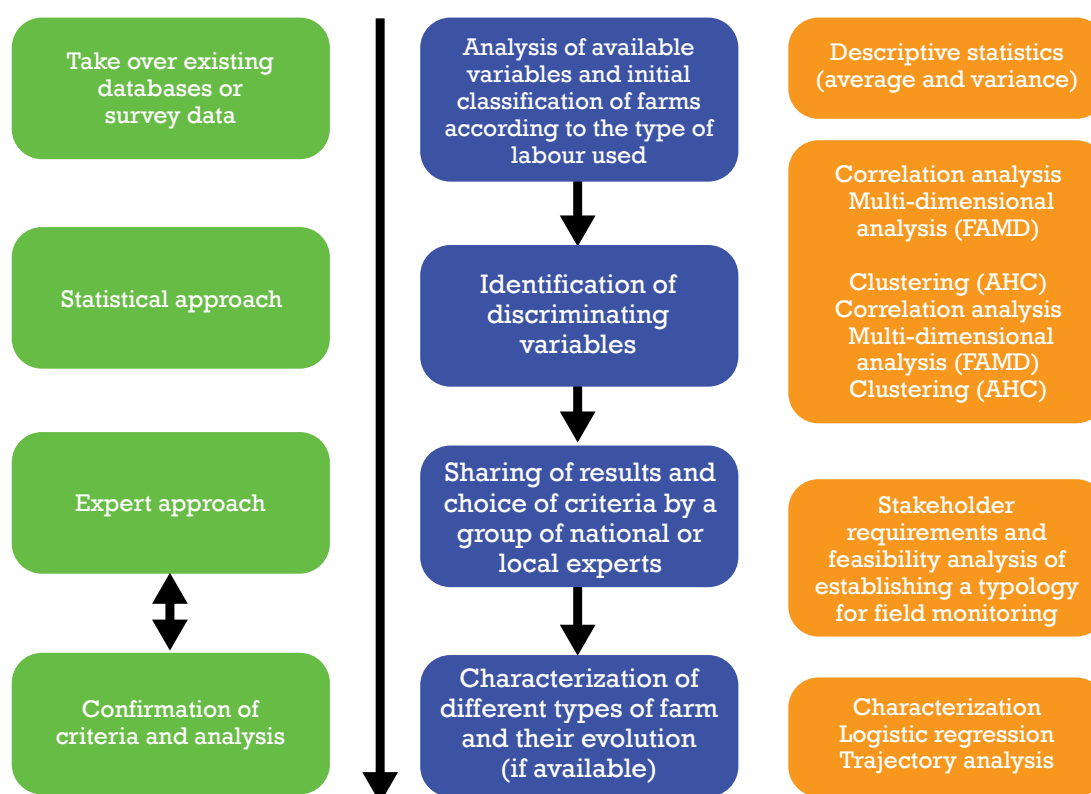 Take over existing
databases or
survey data
Analysis of available
variables and initial
classification of farms
according to the type of
labour used
Descriptive statistics
(average and variance)
Statistical approach
Identification of
discriminating
variables
Correlation analysis
Multi-dimensional
analysis (FAMD)
Clustering (AHC)
Correlation analysis
Multi-dimensional
analysis (FAMD)
Clustering (AHC)
Expert approach
Sharing of results and
choice of criteria by a
group of national or
local experts
Stakeholder
requirements and
feasibility analysis of
establishing a typology
for field monitoring
Confirmation of
criteria and analysis
Characterization of
different types of farm
and their evolution
(if available)
Characterization
Logistic regression
Trajectory analysis